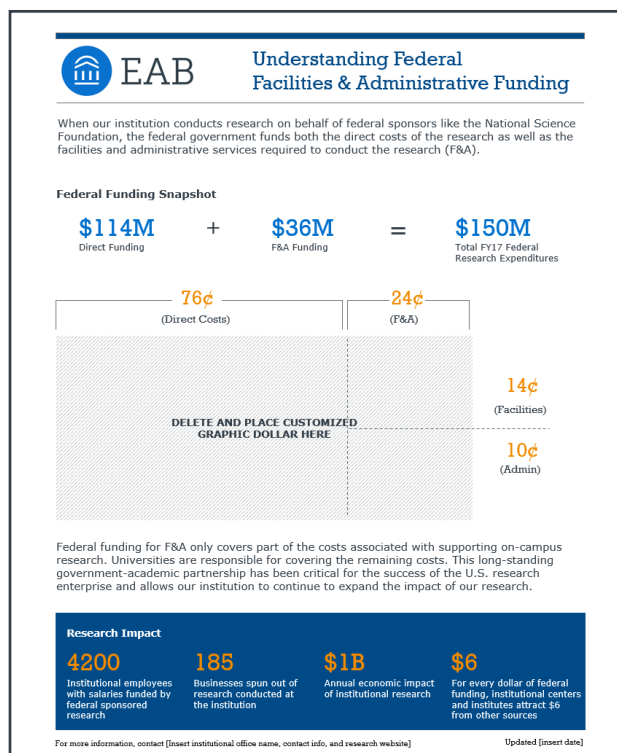 EAB
Understanding Federal
Facilities & Administrative Funding
When our institution conducts research on behalf of federal sponsors like the National Science
Foundation, the federal government funds both the direct costs of the research as well as the
facilities and administrative services required to conduct the research (F&A).
Federal Funding Snapshot
$114M + $36M = $150M
Direct Funding F&A Funding Total FY17 Federal
Research Expenditures
76¢ 24¢
(Direct Costs) (F&A)
14¢
(Facilities)
DELETE AND PLACE CUSTOMIZED
GRAPHIC DOLLAR HERE
10¢
(Admin)
Federal funding for F&A only covers part of the costs associated with supporting on-campus
research. Universities are responsible for covering the remaining costs. This long-standing
government-academic partnership has been critical for the success of the U.S. research
enterprise and allows our institution to continue to expand the impact of our research.
Research Impact
4200
Institutional employees
with salaries funded by
federal sponsored
research
185
Businesses spun out of
research conducted at
the institution
$1B
Annual economic impact
of institutional research
$6
For every dollar of federal
funding, institutional centers
and institutes attract $6
from other sources
For more information, contact [Insert institutional office name, contact info, and research website] Updated [insert date]